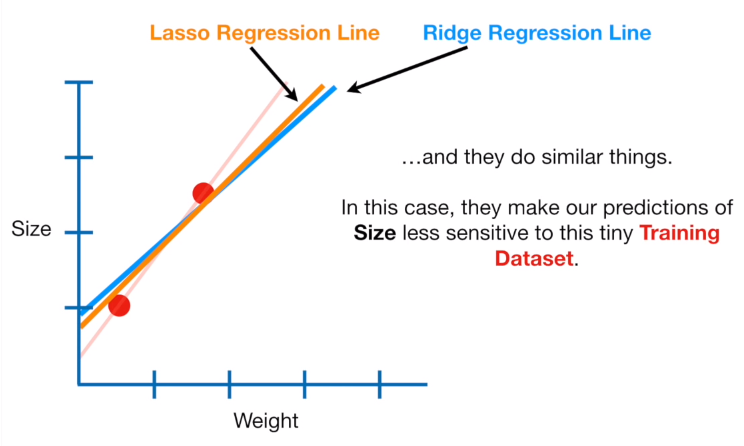 Lasso Regression Line
Ridge Regression Line
…and they do similar things.
In this case, they make our predictions of
Size less sensitive to this tiny Training
Dataset.
Size
Weight